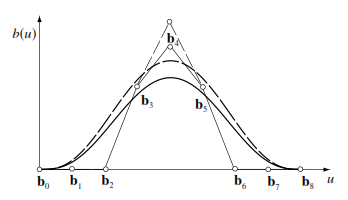 b(u)
b₄
b₃
b₅
b₀ b₁ b₂ b₆ b₇ b₈ u